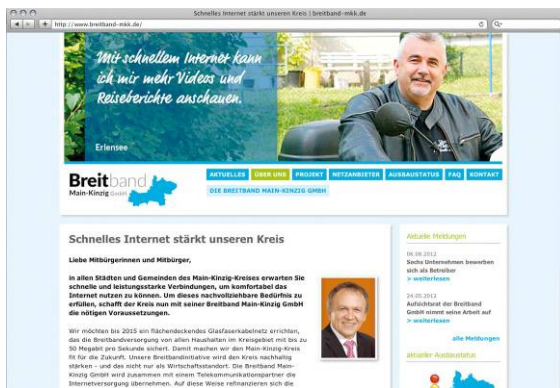 Schnelles Internet stärkt unseren Kreis | breitband-mkk.de
http://www.breitband-mkk.de/
Mit schnellem Internet kann
ich mir mehr Videos und
Reiseberichte anschauen.
Erlensee
Breitband
Main-Kinzig GmbH
AKTUELLES ÜBER UNS PROJEKT NETZANBIETER AUSBAUSTATUS FAQ KONTAKT
DIE BREITBAND MAIN-KINZIG GMBH
Schnelles Internet stärkt unseren Kreis
Liebe Mitbürgerinnen und Mitbürger,
in allen Städten und Gemeinden des Main-Kinzig-Kreises erwarten Sie
schnelle und leistungsstarke Verbindungen, um komfortabel das
Internet nutzen zu können. Um dieses nachvollziehbare Bedürfnis zu
erfüllen, schafft der Kreis nun mit seiner Breitband Main-Kinzig GmbH
die nötigen Voraussetzungen.
Wir möchten bis 2015 ein flächendeckendes Glasfaserkabelnetz errichten,
das die Breitbandversorgung von allen Haushalten im Kreisgebiet mit bis zu
50 Megabit pro Sekunde sichert. Damit machen wir den Main-Kinzig-Kreis
fit für die Zukunft. Unsere Breitbandinitiative wird den Kreis nachhaltig
stärken - und das nicht nur als Wirtschaftsstandort. Die Breitband Main-
Kinzig GmbH wird zusammen mit einem Telekommunikationspartner die
Internetversorgung übernehmen. Auf diese Weise refinanzieren sich die
Aktuelle Meldungen
06.08.2012
Sechs Unternehmen bewerben
sich als Betreiber
> weiterlesen
24.05.2012
Aufsichtsrat der Breitband
GmbH nimmt seine Arbeit auf
> weiterlesen
alle Meldungen
aktueller Ausbaustatus